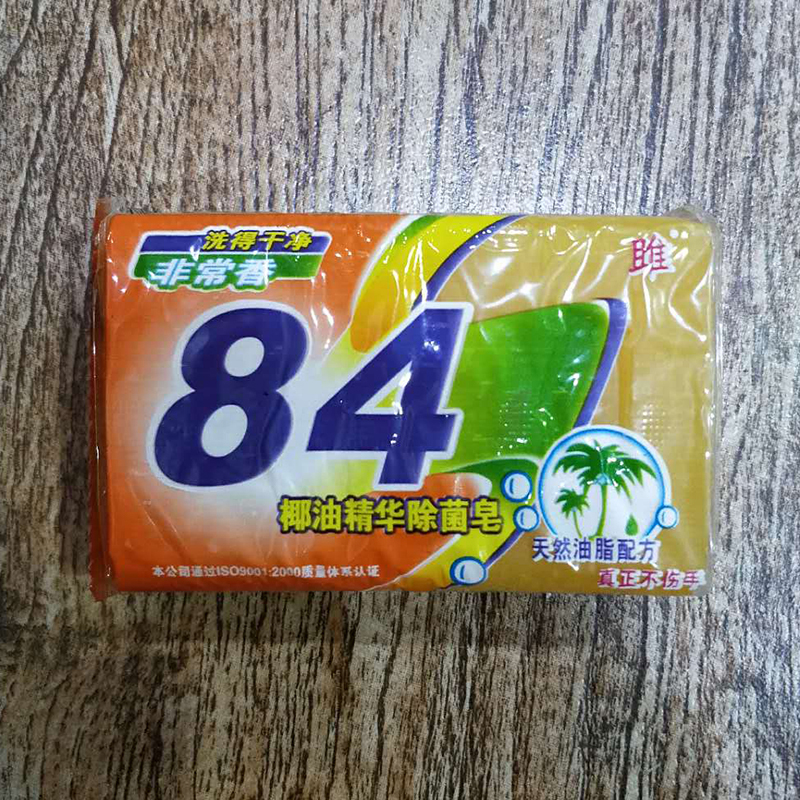 洗得干净
非常香
雎
84
椰油精华除菌皂
天然油脂配方
真正不伤手
本公司通过ISO9001:2000质量体系认证